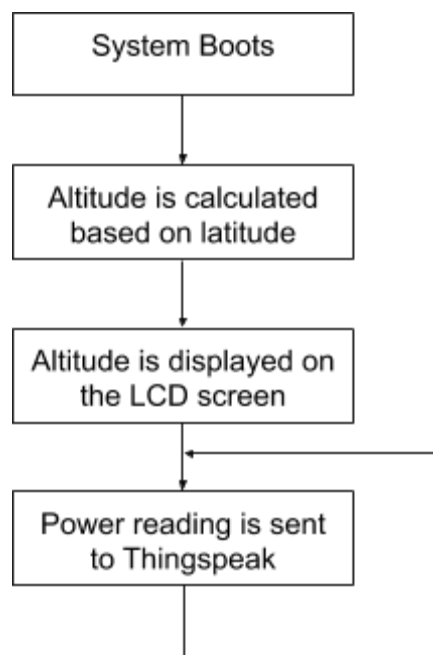 System Boots
Altitude is calculated
based on latitude
Altitude is displayed on
the LCD screen
Power reading is sent
to Thingspeak